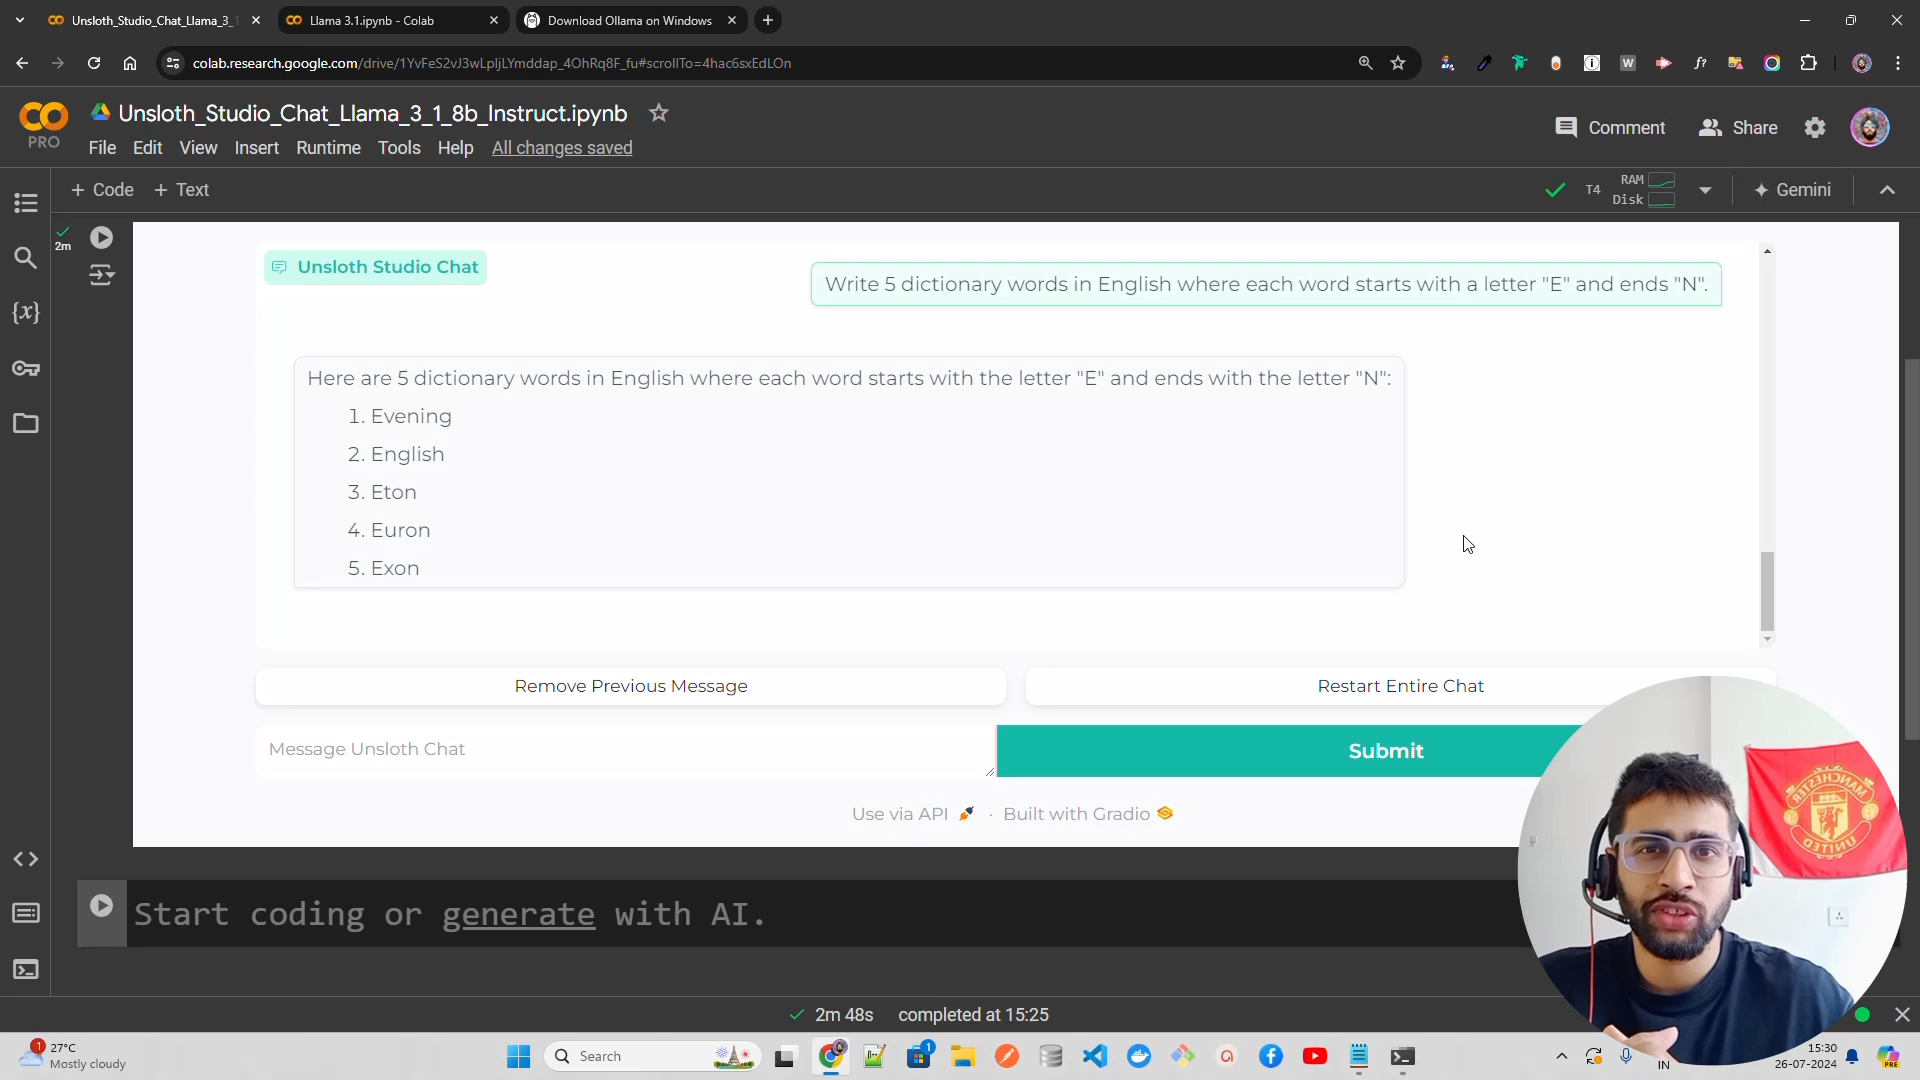 Unsloth_Studio_Chat_Llama_3_1
Llama 3.1.ipynb - Colab
Download Ollama on Windows
colab.research.google.com/drive/1YvFeS2vJ3wLpljLYmddap_4OhRq8F_fu#scrollTo=4hac6sxEdLOn
PRO
Unsloth_Studio_Chat_Llama_3_1_8b_Instruct.ipynb
File Edit View Insert Runtime Tools Help All changes saved
Comment
Share
+ Code + Text
T4
RAM
Disk
Gemini
2m
Unsloth Studio Chat
Write 5 dictionary words in English where each word starts with a letter "E" and ends "N".
Here are 5 dictionary words in English where each word starts with the letter "E" and ends with the letter "N":
1. Evening
2. English
3. Eton
4. Euron
5. Exon
Remove Previous Message
Restart Entire Chat
Message Unsloth Chat
Submit
Use via API · Built with Gradio
Start coding or generate with AI.
MANCHESTER
UNITED
2m 48s completed at 15:25
1
27°C
Mostly cloudy
Search
1
IN
15:30
26-07-2024
PRE